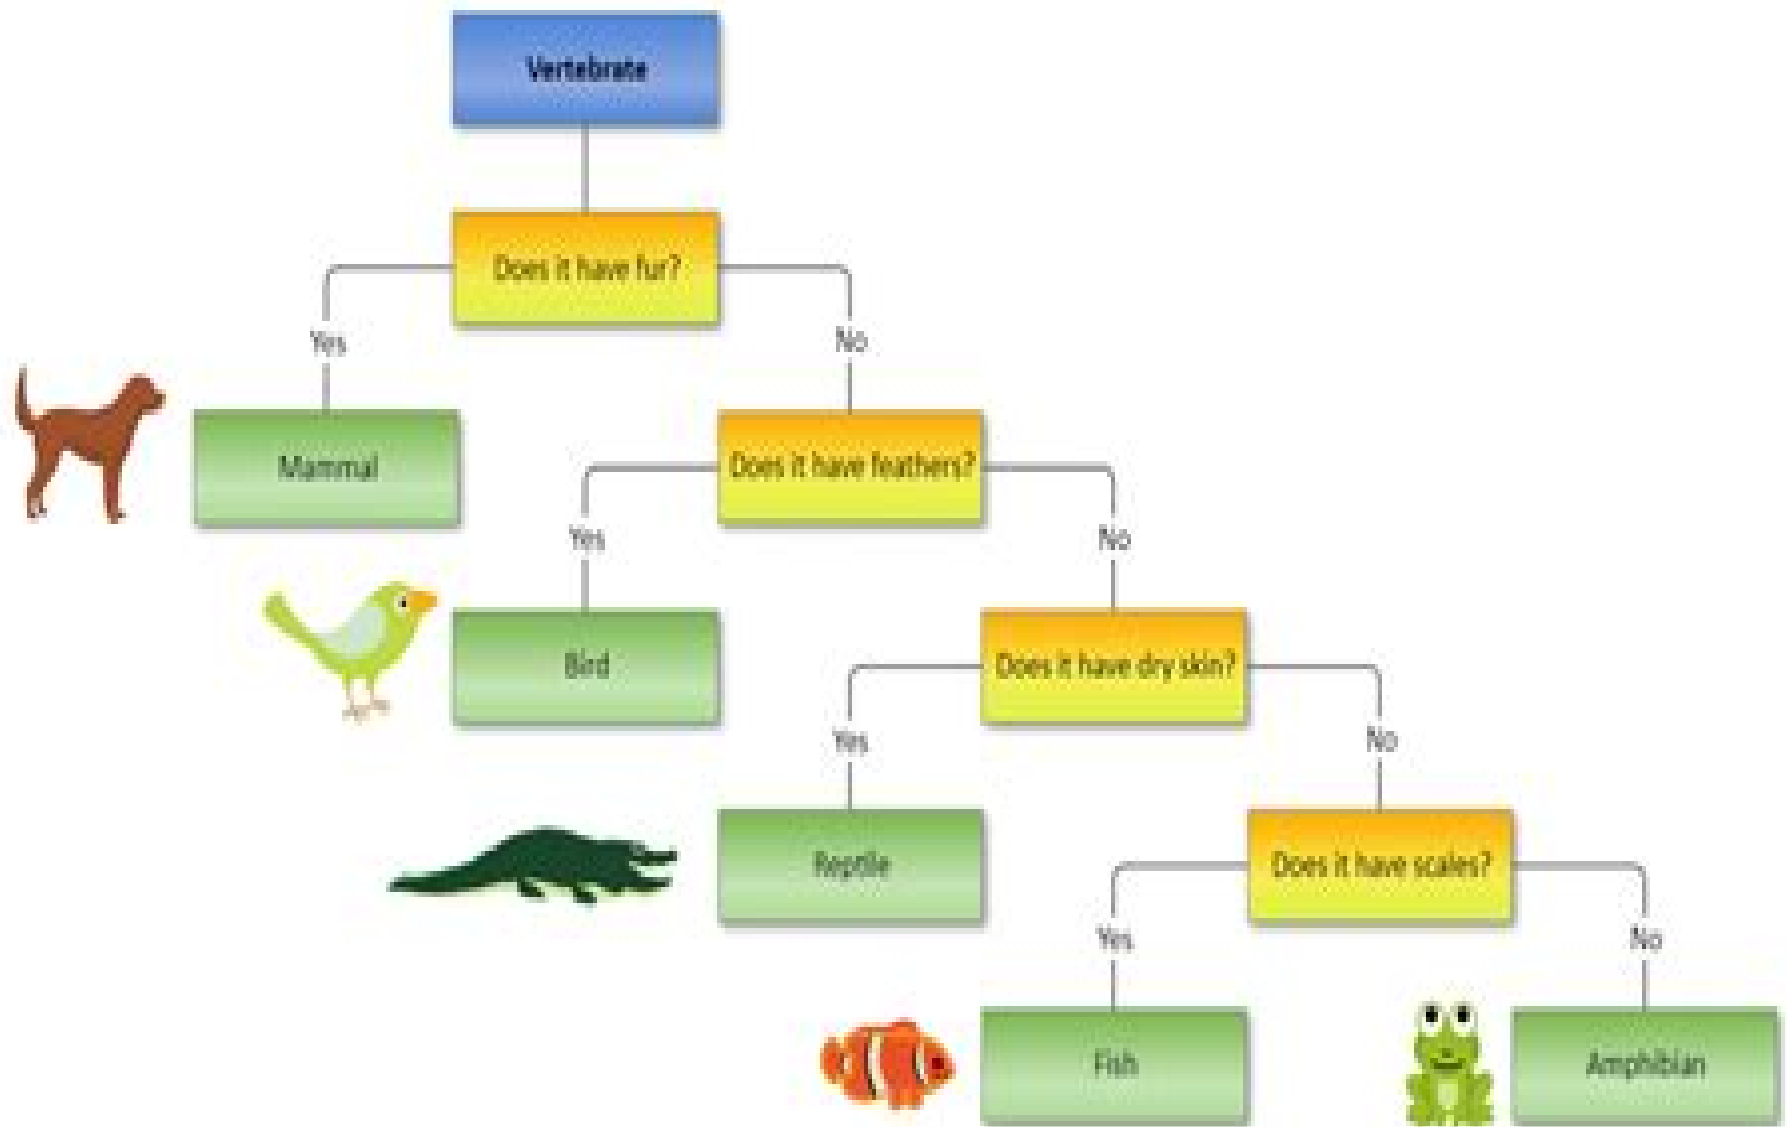 Vertebrate
Does it have fur?
Yes
No
Mammal
Does it have feathers?
Yes
No
Bird
Does it have dry skin?
Yes
No
Reptile
Does it have scales?
Yes
No
Fish
Amphibian